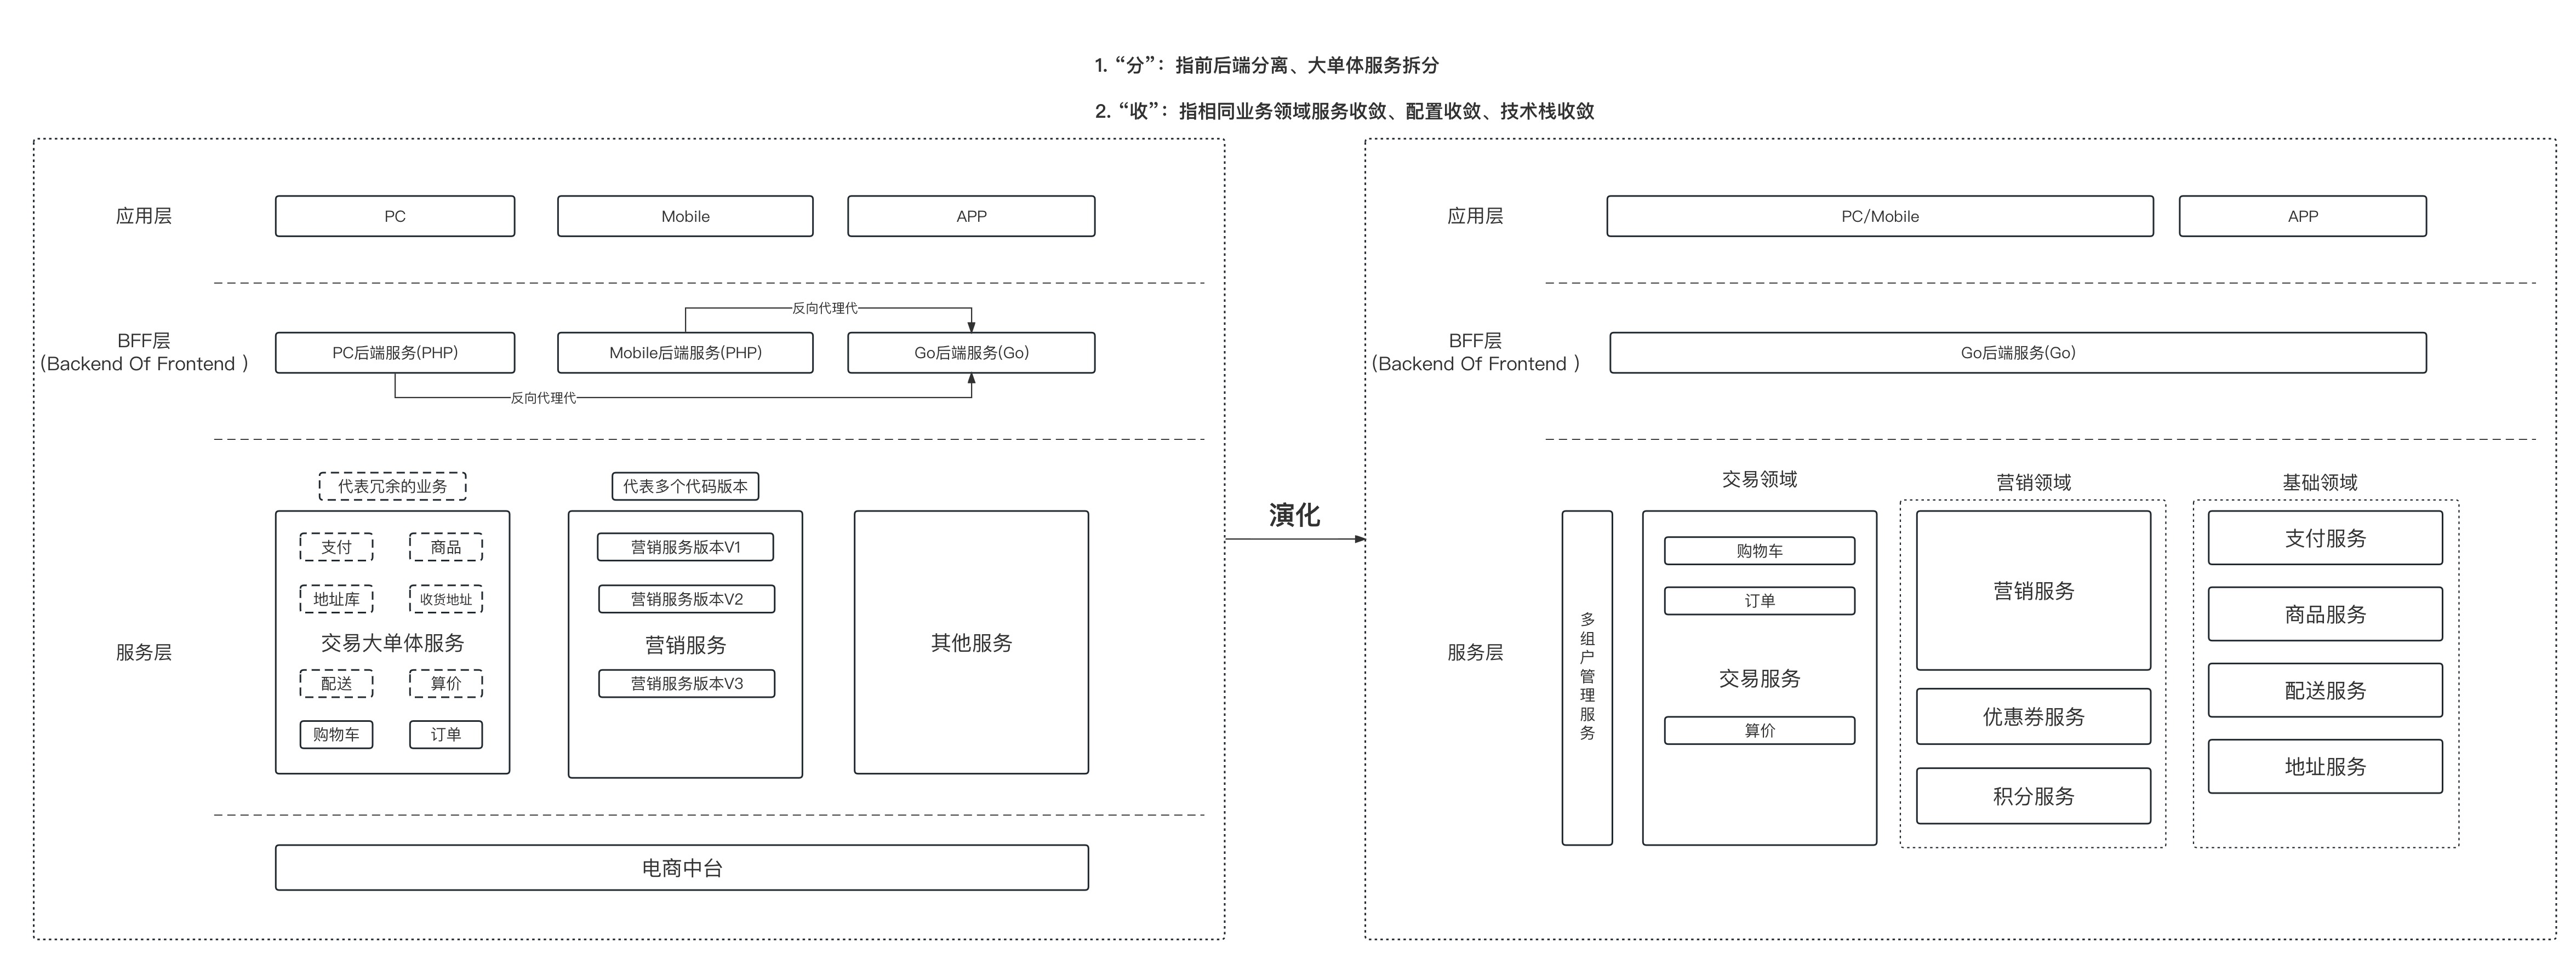 1. “分”：指前后端分离、大单体服务拆分
2. “收”：指相同业务领域服务收敛、配置收敛、技术栈收敛
应用层
PC
Mobile
APP
反向代理代
BFF层
(Backend Of Frontend )
PC后端服务(PHP)
Mobile后端服务(PHP)
Go后端服务(Go)
反向代理代
代表冗余的业务
代表多个代码版本
服务层
支付
商品
地址库
收货地址
交易大单体服务
配送
算价
购物车
订单
营销服务版本V1
营销服务版本V2
营销服务
营销服务版本V3
其他服务
电商中台
演化
应用层
PC/Mobile
APP
BFF层
(Backend Of Frontend )
Go后端服务(Go)
服务层
多组户管理服务
交易领域
购物车
订单
交易服务
算价
营销领域
营销服务
优惠券服务
积分服务
基础领域
支付服务
商品服务
配送服务
地址服务